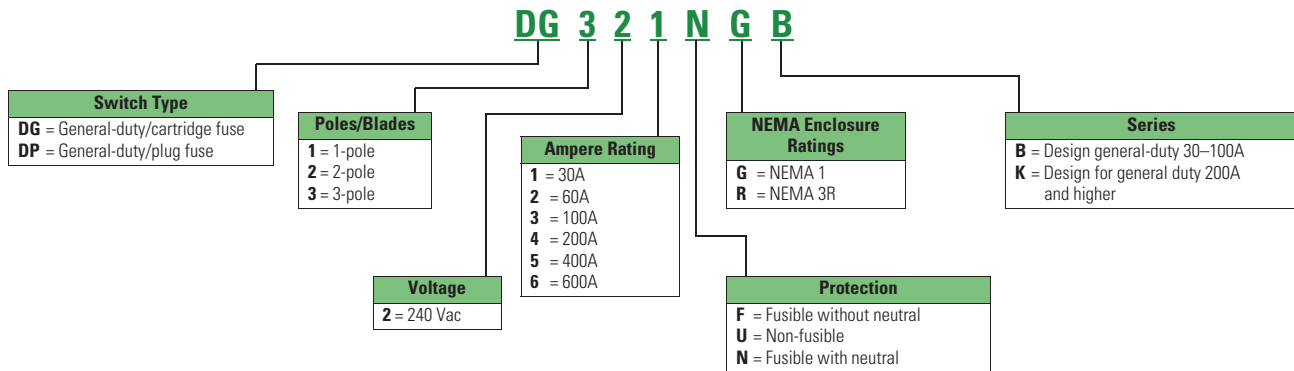 DG 3 2 1 N G B
Switch Type
DG = General-duty/cartridge fuse
DP = General-duty/plug fuse
Poles/Blades
1 = 1-pole
2 = 2-pole
3 = 3-pole
Voltage
2 = 240 Vac
Ampere Rating
1 = 30A
2 = 60A
3 = 100A
4 = 200A
5 = 400A
6 = 600A
NEMA Enclosure
Ratings
G = NEMA 1
R = NEMA 3R
Protection
F = Fusible without neutral
U = Non-fusible
N = Fusible with neutral
Series
B = Design general-duty 30–100A
K = Design for general duty 200A
and higher